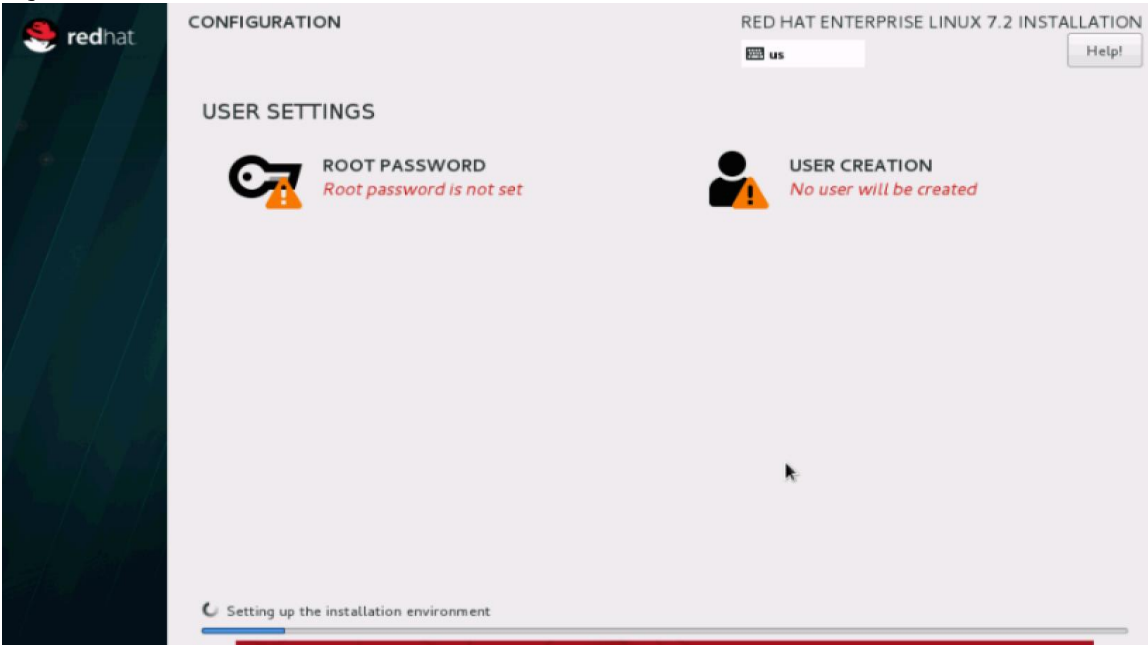 redhat
CONFIGURATION
RED HAT ENTERPRISE LINUX 7.2 INSTALLATION
us
Help!
USER SETTINGS
ROOT PASSWORD
Root password is not set
USER CREATION
No user will be created
Setting up the installation environment